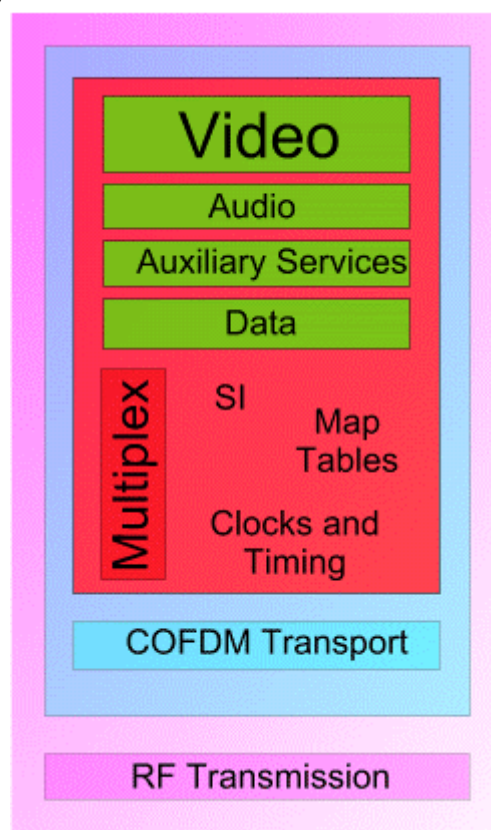 Video
Audio
Auxiliary Services
Data
Multiplex
SI
Map
Tables
Clocks and
Timing
COFDM Transport
RF Transmission